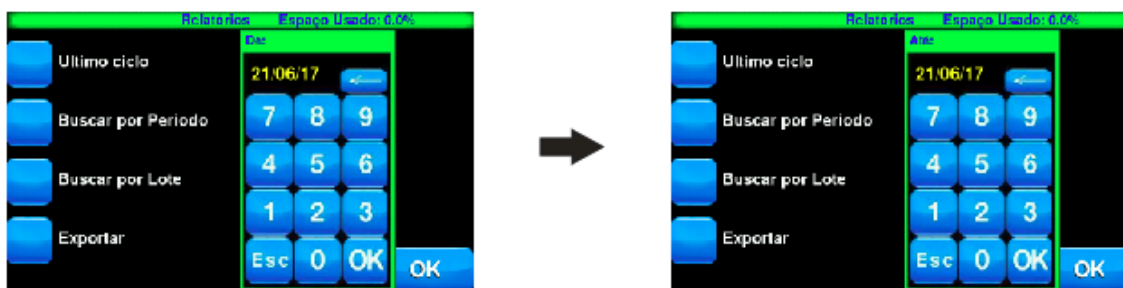 Relatórios Espaço Usado: 0.0%
De:
Ultimo ciclo
21/06/17
Buscar por Periodo
7 8 9
4 5 6
Buscar por Lote
1 2 3
Exportar
Esc 0 OK
OK
Relatórios Espaço Usado: 0.0%
Até:
Ultimo ciclo
21/06/17
Buscar por Periodo
7 8 9
4 5 6
Buscar por Lote
1 2 3
Exportar
Esc 0 OK
OK